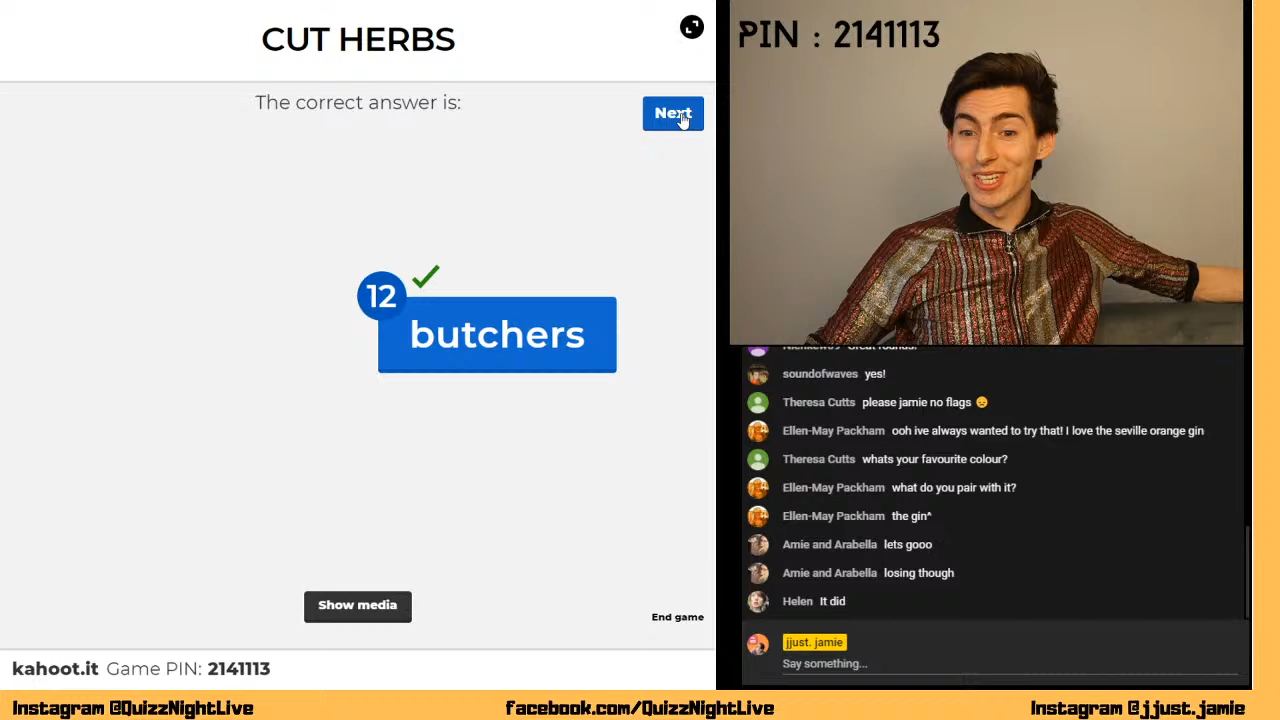 CUT HERBS
The correct answer is:
Next
12
butchers
Show media
End game
kahoot.it Game PIN: 2141113
PIN : 2141113
soundofwaves yes!
Theresa Cutts please jamie no flags 😞
Ellen-May Packham ooh ive always wanted to try that! I love the seville orange gin
Theresa Cutts whats your favourite colour?
Ellen-May Packham what do you pair with it?
Ellen-May Packham the gin^
Amie and Arabella lets gooo
Amie and Arabella losing though
Helen It did
jjust. jamie
Say something...
Instagram @QuizzNightLive
facebook.com/QuizzNightLive
Instagram @jjust.jamie